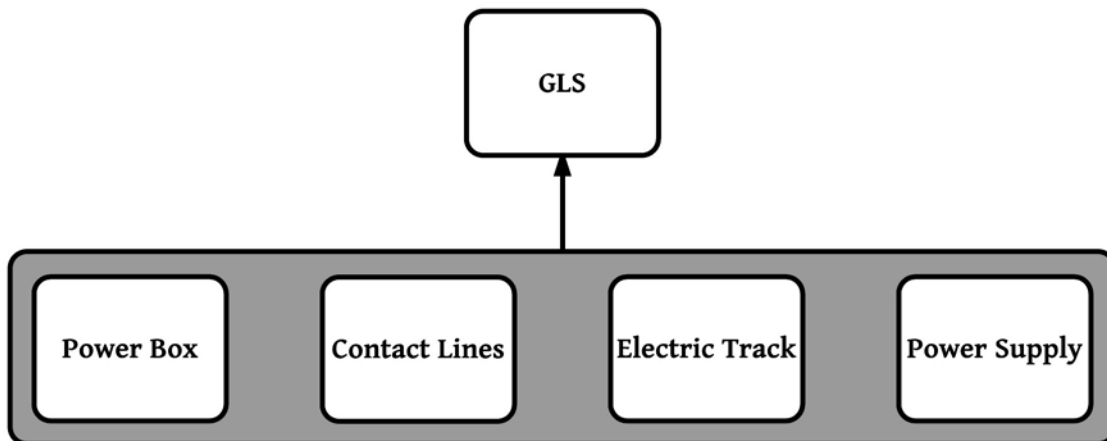 GLS
Power Box
Contact Lines
Electric Track
Power Supply